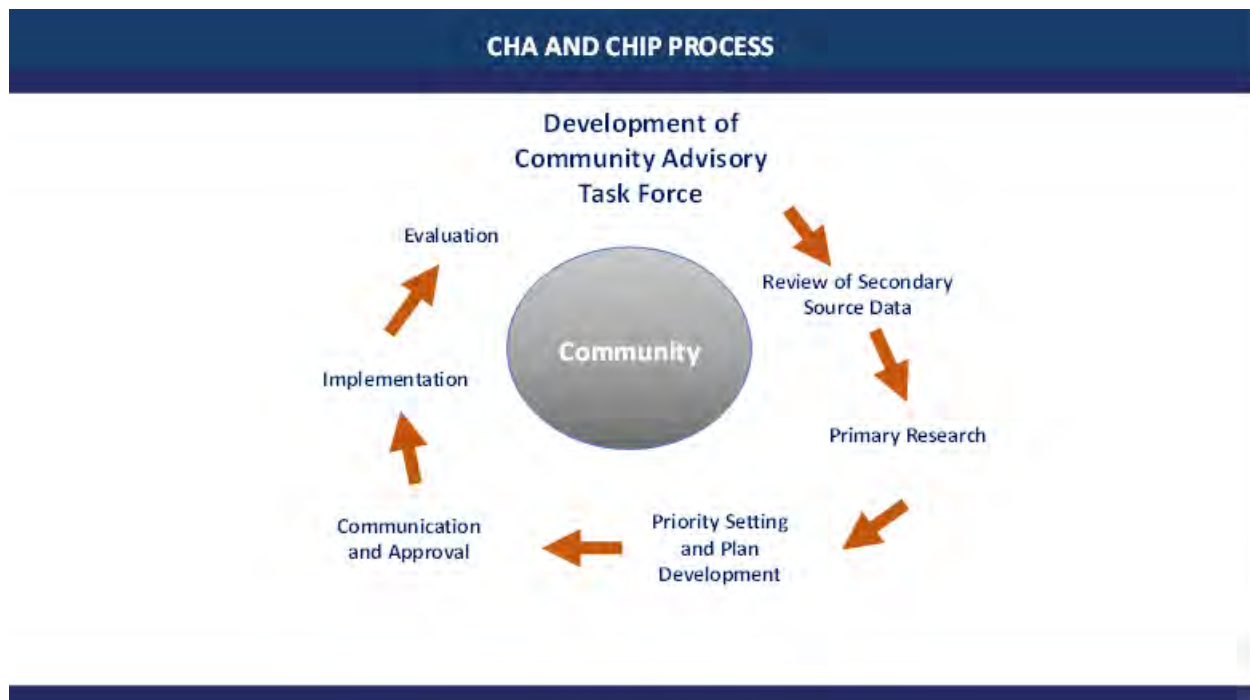 CHA AND CHIP PROCESS
Development of
Community Advisory
Task Force
Evaluation
Review of Secondary
Source Data
Community
Implementation
Primary Research
Communication
and Approval
Priority Setting
and Plan
Development